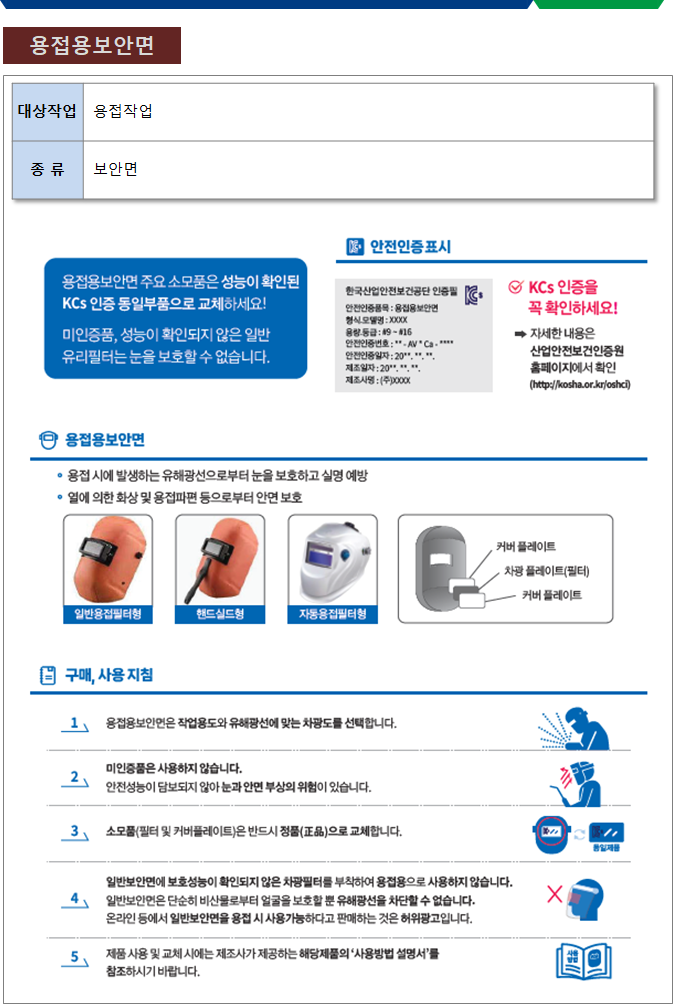 용접용보안면
대상작업 용접작업
종 류 보안면
용접용보안면 주요 소모품은 성능이 확인된
KCs 인증 동일부품으로 교체하세요!
미인증품, 성능이 확인되지 않은 일반
유리필터는 눈을 보호할 수 없습니다.
안전인증표시
한국산업안전보건공단 인증필
안전인증품목 : 용접용보안면
형식.모델명 : XXXX
용량.등급 : #9 ~ #16
안전인증번호 : ** - AV * Ca - ****
안전인증일자 : 20**. **. **.
제조일자 : 20**. **. **.
제조사명 : (주)XXXX
KCs 인증을
꼭 확인하세요!
➡ 자세한 내용은
산업안전보건인증원
홈페이지에서 확인
(http://kosha.or.kr/oshci)
용접용보안면
용접 시에 발생하는 유해광선으로부터 눈을 보호하고 실명 예방
열에 의한 화상 및 용접파편 등으로부터 안면 보호
일반용접필터형
핸드실드형
자동용접필터형
커버 플레이트
차광 플레이트(필터)
커버 플레이트
구매, 사용 지침
1 용접용보안면은 작업용도와 유해광선에 맞는 차광도를 선택합니다.
2 미인증품은 사용하지 않습니다.
안전성능이 담보되지 않아 눈과 안면 부상의 위험이 있습니다.
3 소모품(필터 및 커버플레이트)은 반드시 정품(正品)으로 교체합니다.
동일제품
4 일반보안면에 보호성능이 확인되지 않은 차광필터를 부착하여 용접용으로 사용하지 않습니다.
일반보안면은 단순히 비산물로부터 얼굴을 보호할 뿐 유해광선을 차단할 수 없습니다.
온라인 등에서 일반보안면을 용접 시 사용가능하다고 판매하는 것은 허위광고입니다.
5 제품 사용 및 교체 시에는 제조사가 제공하는 해당제품의 ‘사용방법 설명서’를
참조하시기 바랍니다.
사용
방법